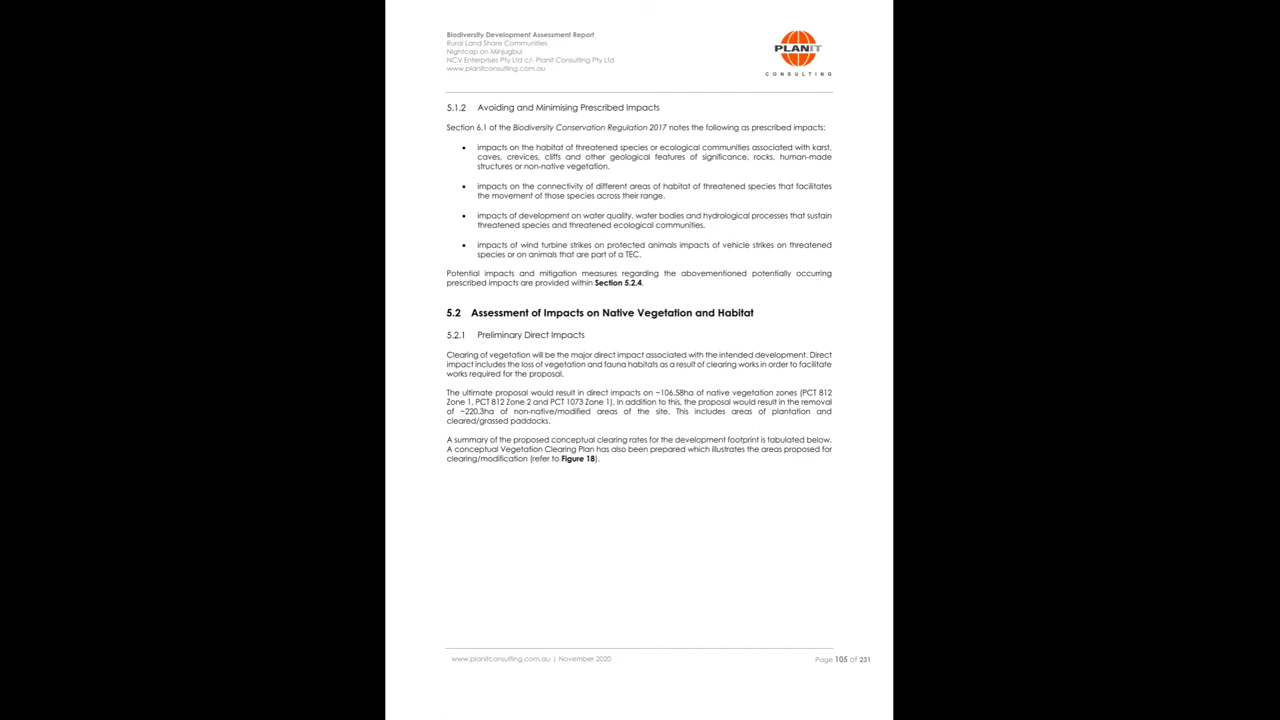 Biodiversity Development Assessment Report
Rural Land Share Communities
Nightcap on Minjugbul
NCV Enterprises Pty Ltd c/- Planit Consulting Pty Ltd
www.planitconsulting.com.au
PLANIT
CONSULTING
5.1.2 Avoiding and Minimising Prescribed Impacts
Section 6.1 of the Biodiversity Conservation Regulation 2017 notes the following as prescribed impacts:
• impacts on the habitat of threatened species or ecological communities associated with karst,
caves, crevices, cliffs and other geological features of significance, rocks, human-made
structures or non-native vegetation.
• impacts on the connectivity of different areas of habitat of threatened species that facilitates
the movement of those species across their range.
• impacts of development on water quality, water bodies and hydrological processes that sustain
threatened species and threatened ecological communities.
• impacts of wind turbine strikes on protected animals impacts of vehicle strikes on threatened
species or on animals that are part of a TEC.
Potential impacts and mitigation measures regarding the abovementioned potentially occurring
prescribed impacts are provided within Section 5.2.4.
5.2 Assessment of Impacts on Native Vegetation and Habitat
5.2.1 Preliminary Direct Impacts
Clearing of vegetation will be the major direct impact associated with the intended development. Direct
impact includes the loss of vegetation and fauna habitats as a result of clearing works in order to facilitate
works required for the proposal.
The ultimate proposal would result in direct impacts on ~106.58ha of native vegetation zones (PCT 812
Zone 1, PCT 812 Zone 2 and PCT 1073 Zone 1). In addition to this, the proposal would result in the removal
of ~220.3ha of non-native/modified areas of the site. This includes areas of plantation and
cleared/grassed paddocks.
A summary of the proposed conceptual clearing rates for the development footprint is tabulated below.
A conceptual Vegetation Clearing Plan has also been prepared which illustrates the areas proposed for
clearing/modification (refer to Figure 18).
www.planitconsulting.com.au | November 2020
Page 105 of 231